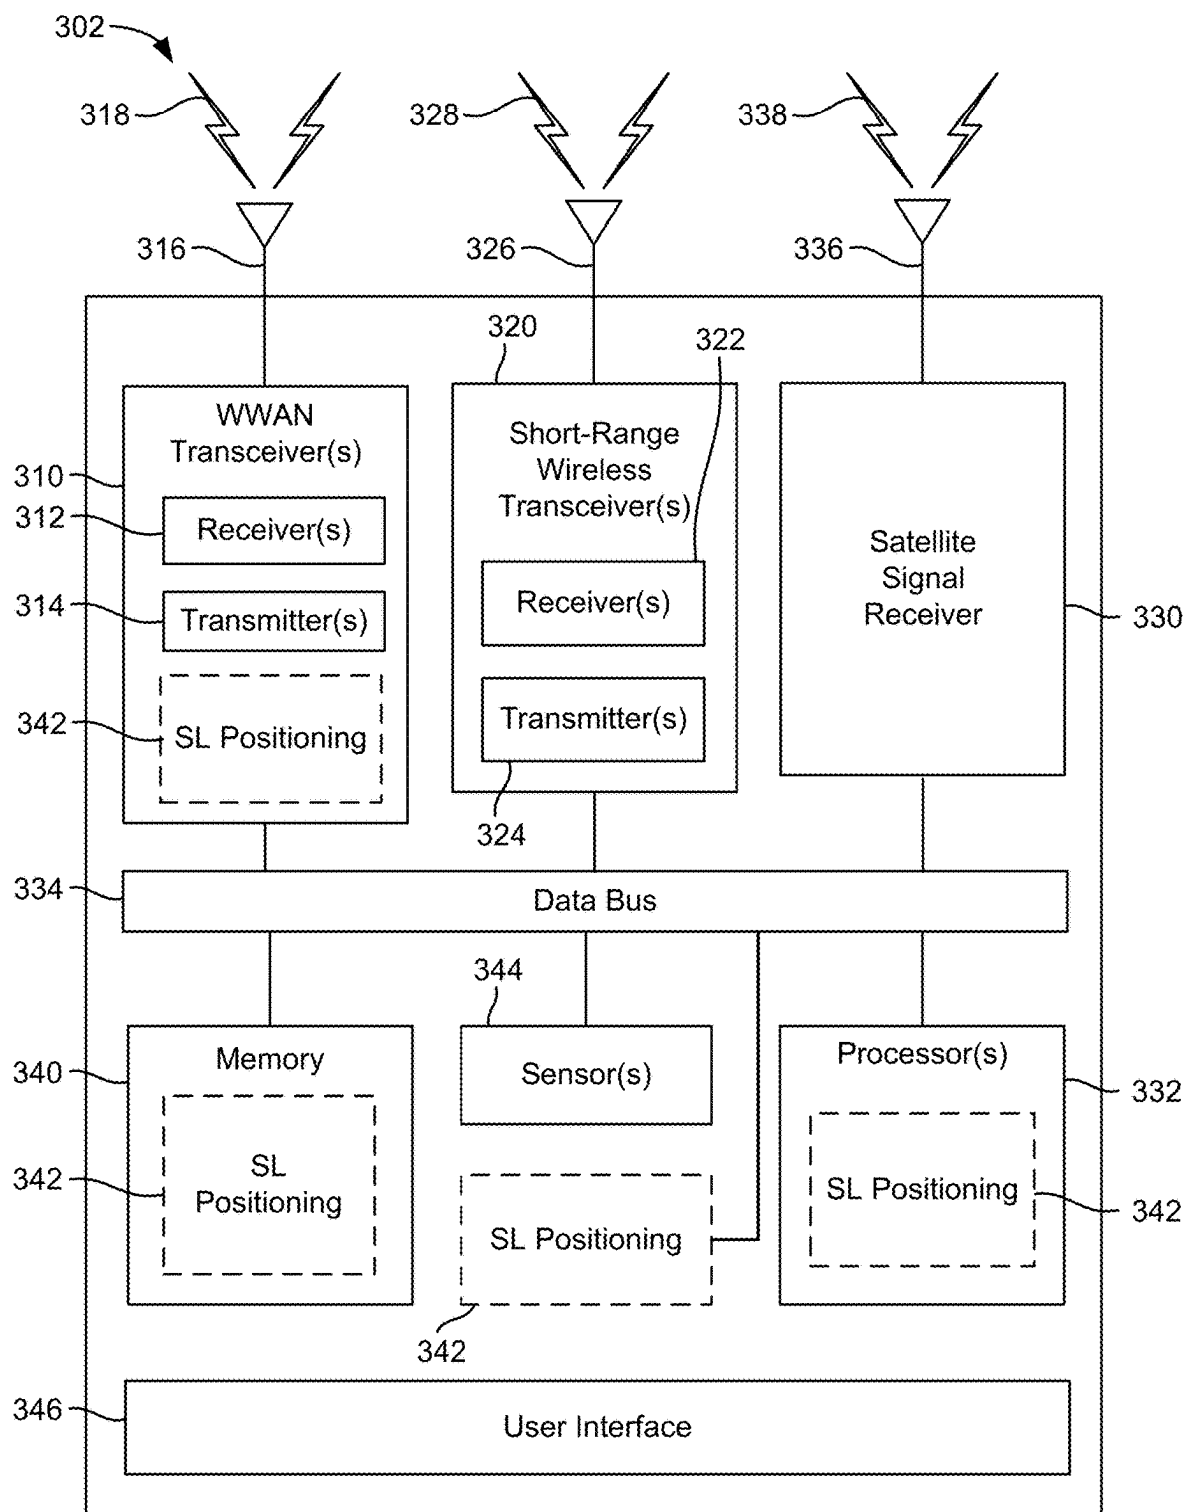 302
318
328
338
316
326
336
320
322
WWAN
Transceiver(s)
310
312
Receiver(s)
314
Transmitter(s)
342
SL Positioning
Short-Range
Wireless
Transceiver(s)
Receiver(s)
Transmitter(s)
324
Satellite
Signal
Receiver
330
334
Data Bus
344
Memory
340
342
SL
Positioning
Sensor(s)
SL Positioning
342
Processor(s)
332
SL Positioning
342
346
User Interface